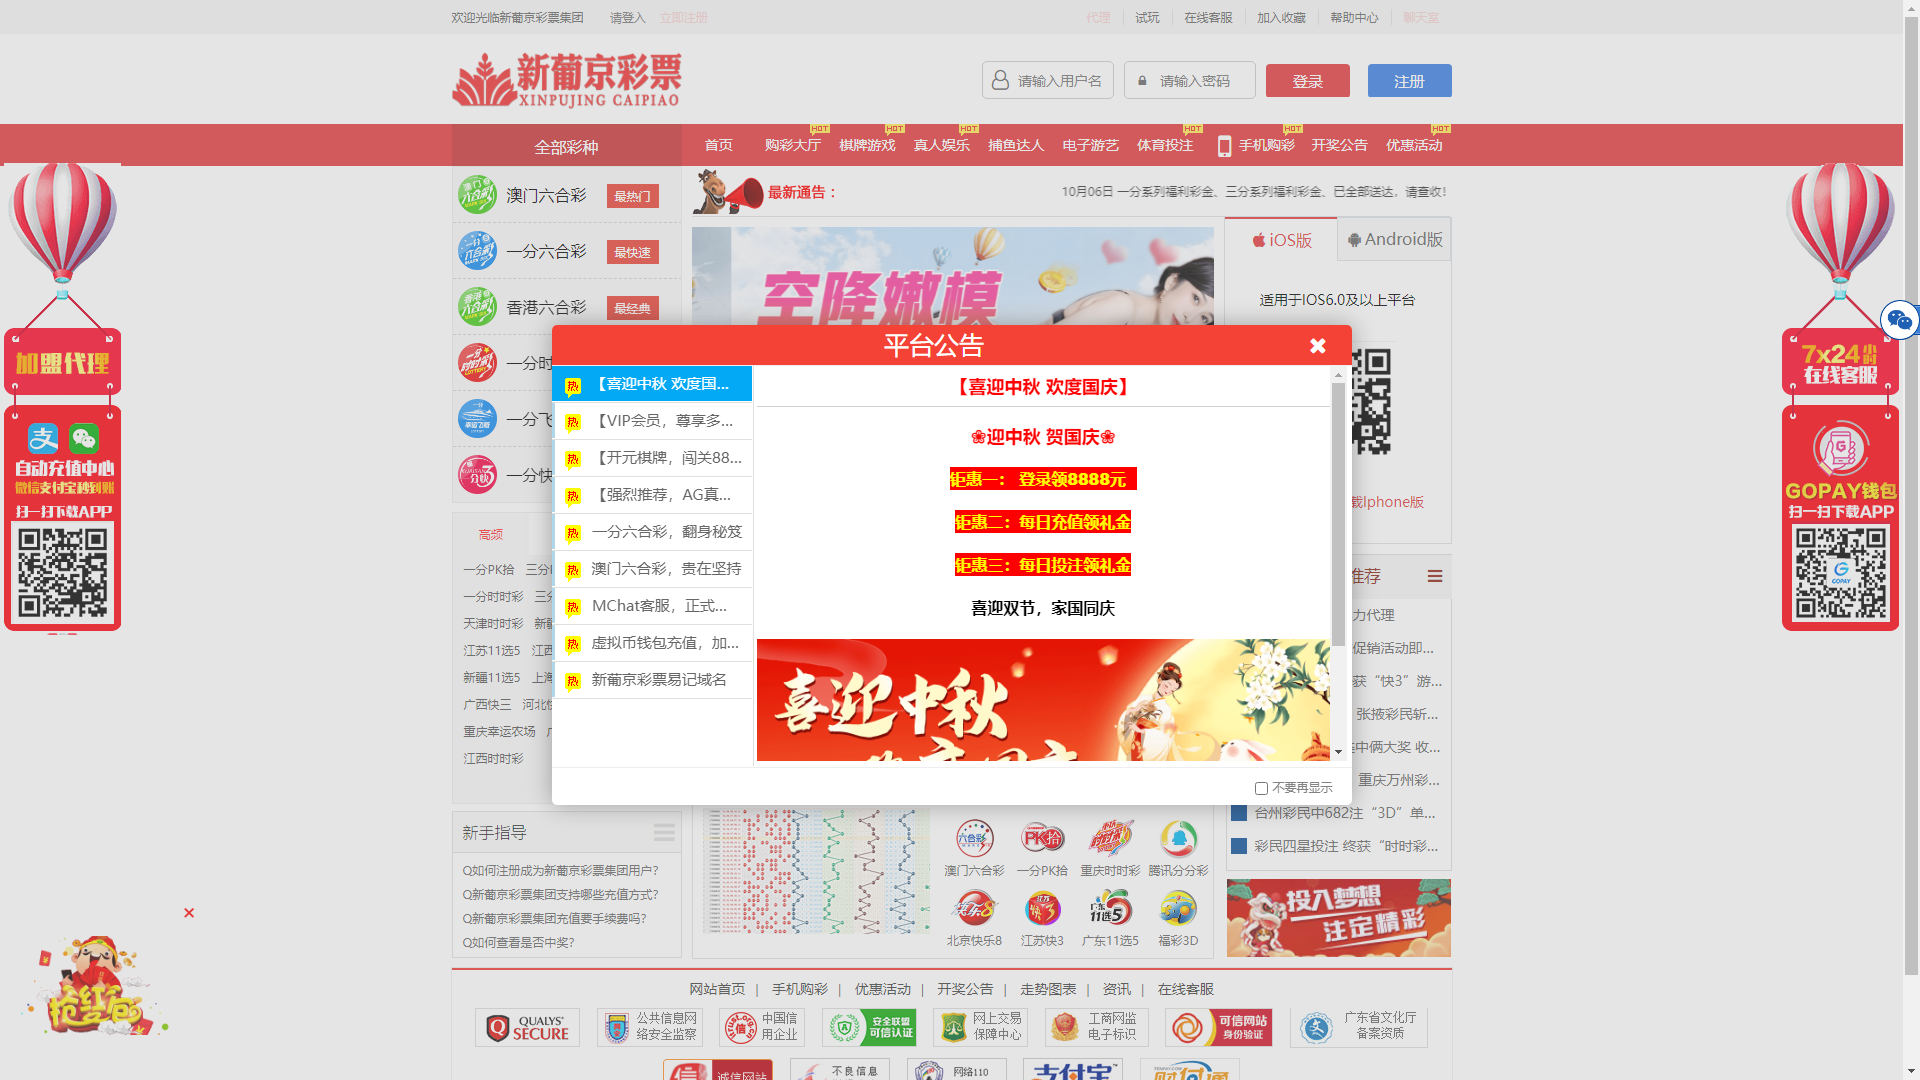 欢迎光临新葡京彩票集团 请登入 立即注册
代理 试玩 在线客服 加入收藏 帮助中心 聊天室
新葡京彩票
XINPUJING CAIPIAO
请输入用户名 请输入密码 登录 注册
全部彩种 首页 购彩大厅 HOT 棋牌游戏 HOT 真人娱乐 HOT 捕鱼达人 电子游艺 体育投注 HOT 手机购彩 HOT 开奖公告 优惠活动 HOT
澳门六合彩 最热门
一分六合彩 最快速
香港六合彩 最经典
一分时
一分飞
一分快
最新通告：
10月06日 一分系列福利彩金、三分系列福利彩金、已全部送达，请查收！
空降嫩模
iOS版 Android版
适用于IOS6.0及以上平台
载Iphone版
加盟代理
自动充值中心
微信支付宝秒到账
扫一扫下载APP
7x24小时
在线客服
GOPAY钱包
扫一扫下载APP
GOPAY
平台公告
热 【喜迎中秋 欢度国...
热 【VIP会员，尊享多...
热 【开元棋牌，闯关88...
热 【强烈推荐，AG真...
热 一分六合彩，翻身秘笈
热 澳门六合彩，贵在坚持
热 MChat客服，正式...
热 虚拟币钱包充值，加...
热 新葡京彩票易记域名
【喜迎中秋 欢度国庆】
❀迎中秋 贺国庆❀
钜惠一： 登录领8888元
钜惠二：每日充值领礼金
钜惠三：每日投注领礼金
喜迎双节，家国同庆
喜迎中秋
不要再显示
高频
一分PK拾 三分
一分时时彩 三分
天津时时彩 新疆
江苏11选5 江西
新疆11选5 上海
广西快三 河北快
重庆幸运农场
江西时时彩
推荐
力代理
促销活动即...
获“快3”游...
张掖彩民斩...
中俩大奖 收...
重庆万州彩...
台州彩民中682注“3D”单...
彩民四星投注 终获“时时彩...
新手指导
Q如何注册成为新葡京彩票集团用户?
Q新葡京彩票集团支持哪些充值方式?
Q新葡京彩票集团充值要手续费吗?
Q如何查看是否中奖?
澳门六合彩 一分PK拾 重庆时时彩 腾讯分分彩
北京快乐8 江苏快3 广东11选5 福彩3D
投入梦想
注定精彩
抢红包
网站首页 | 手机购彩 | 优惠活动 | 开奖公告 | 走势图表 | 资讯 | 在线客服
QUALYS' SECURE
公共信息网络安全监察
中国信用企业
安全联盟 可信认证
网上交易保障中心
工商网监电子标识
可信网站 身份验证
广东省文化厅 备案资质
诚信网站
不良信息
网络110
支付宝
财付通